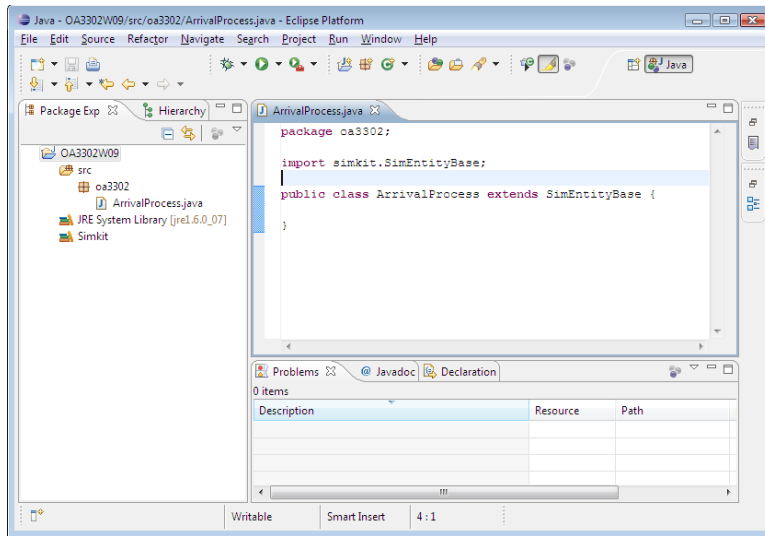 Java - OA3302W09/src/oa3302/ArrivalProcess.java - Eclipse Platform
File Edit Source Refactor Navigate Search Project Run Window Help
Java
Package Exp Hierarchy
ArrivalProcess.java
OA3302W09
src
oa3302
ArrivalProcess.java
JRE System Library [jre1.6.0_07]
Simkit
package oa3302;
import simkit.SimEntityBase;
public class ArrivalProcess extends SimEntityBase {
}
Problems @ Javadoc Declaration
0 items
Description Resource Path
Writable Smart Insert 4 : 1